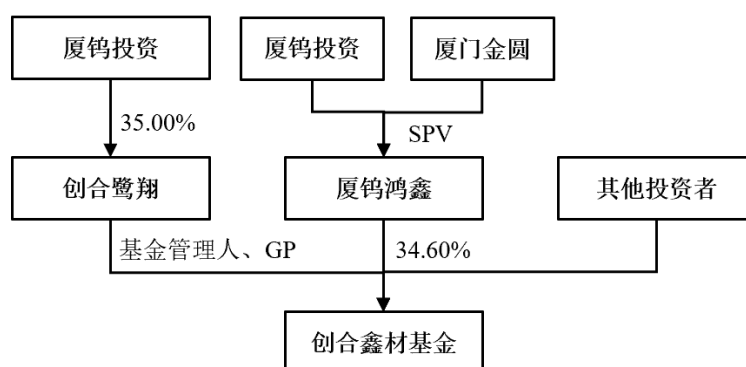 厦钨投资
厦钨投资
厦门金圆
35.00%
SPV
创合鹭翔
厦钨鸿鑫
其他投资者
基金管理人、GP
34.60%
创合鑫材基金